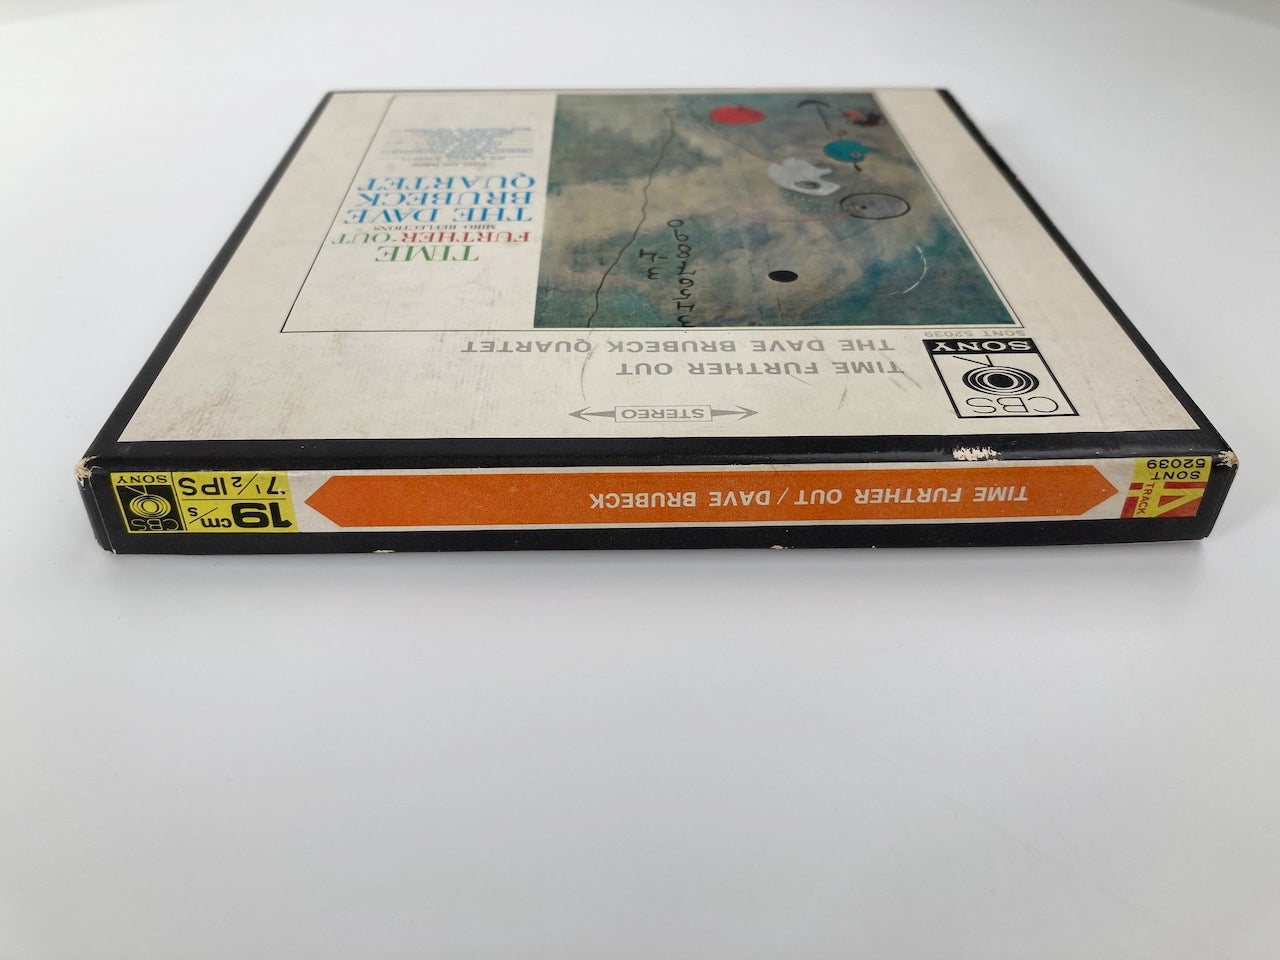 TIME FURTHER OUT / DAVE BRUBECK
SONT
52039
4
TRACK
19 cm/s
7 1/2 IPS
CBS
SONY
STEREO
CBS
SONY
SONT 52039
TIME FURTHER OUT
THE DAVE BRUBECK QUARTET
TIME
FURTHER OUT
MIRO REFLECTIONS
THE DAVE
BRUBECK
QUARTET